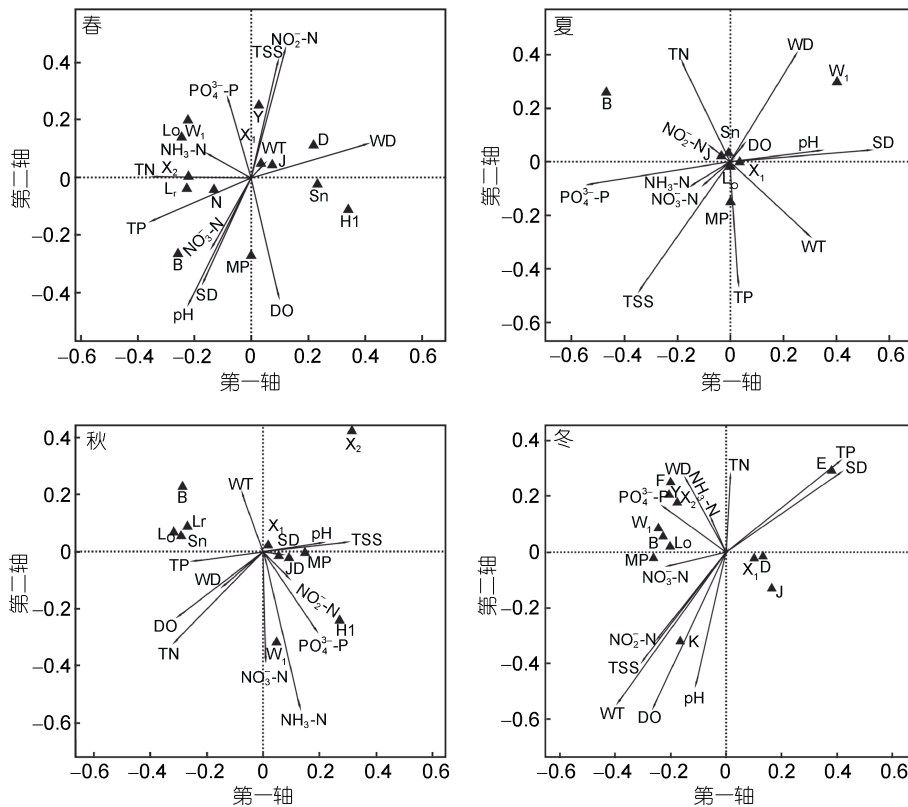 春
0.4
0.2
0
−0.2
−0.4
第二轴
−0.6
−0.4
−0.2
0
0.2
0.4
0.6
第一轴
NO₂⁻-N
TSS
PO₄³⁻-P
Y
Lo
W₁
X₁
WT
J
D
WD
NH₃-N
TN
X₂
Lr
N
Sn
H1
TP
NO₃⁻-N
B
MP
SD
pH
DO
夏
0.4
0.2
0
−0.2
−0.4
−0.6
第二轴
−0.6
−0.4
−0.2
0
0.2
0.4
0.6
第一轴
TN
WD
W₁
B
Sn
NO₂⁻-N
J
DO
pH
SD
X₁
Lo
NH₃-N
PO₄³⁻-P
NO₃⁻-N
MP
WT
TSS
TP
秋
0.4
0.2
0
−0.2
−0.4
−0.6
第二轴
−0.6
−0.4
−0.2
0
0.2
0.4
0.6
第一轴
X₂
B
WT
Lr
Lo
Sn
X₁
SD
pH
TSS
TP
JD
MP
WD
NO₂⁻-N
DO
H1
TN
W₁
PO₄³⁻-P
NO₃⁻-N
NH₃-N
冬
0.4
0.2
0
−0.2
−0.4
−0.6
第二轴
−0.6
−0.4
−0.2
0
0.2
0.4
0.6
第一轴
WD
TN
E
TP
SD
F
Y
X₂
NH₃-N
PO₄³⁻-P
W₁
B
Lo
MP
NO₃⁻-N
X₁
D
J
NO₂⁻-N
K
TSS
pH
WT
DO